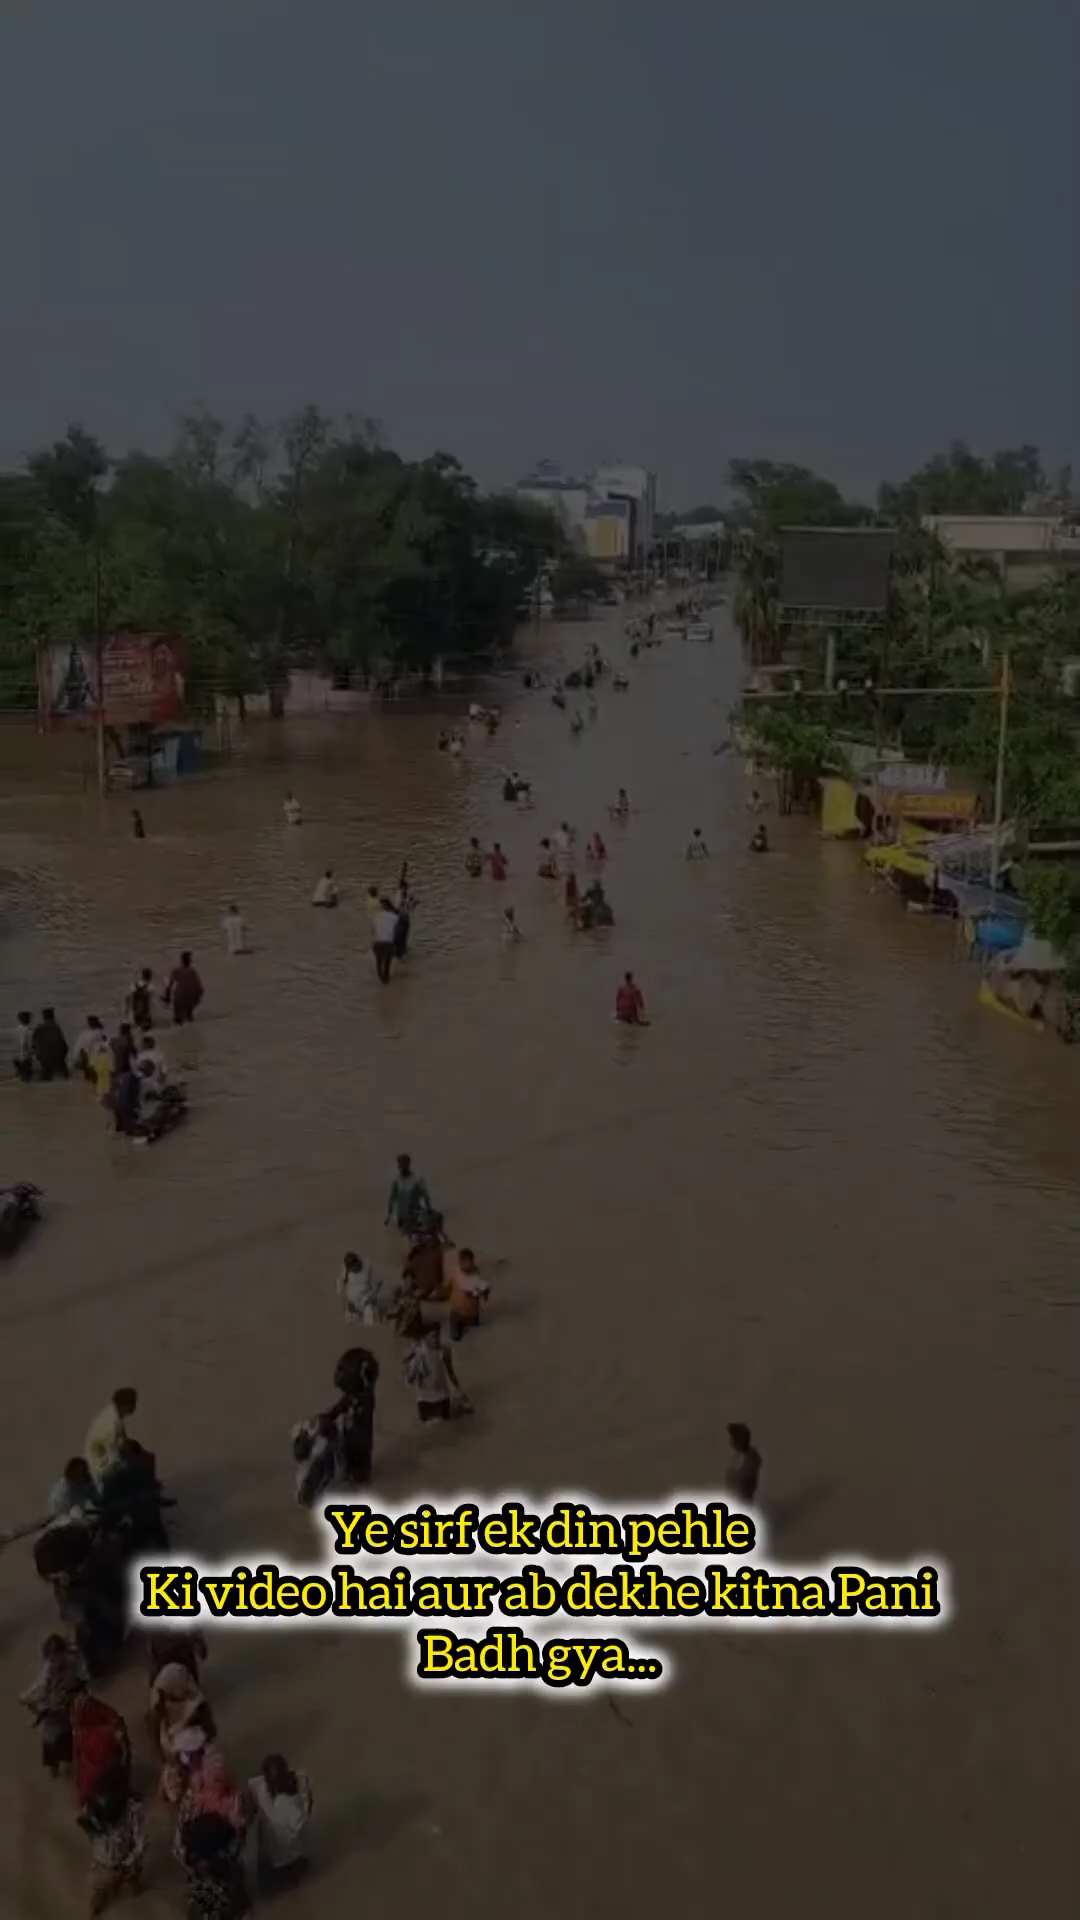 Ye sirf ek din pehle
Ki video hai aur ab dekhe kitna Pani
Badh gya...